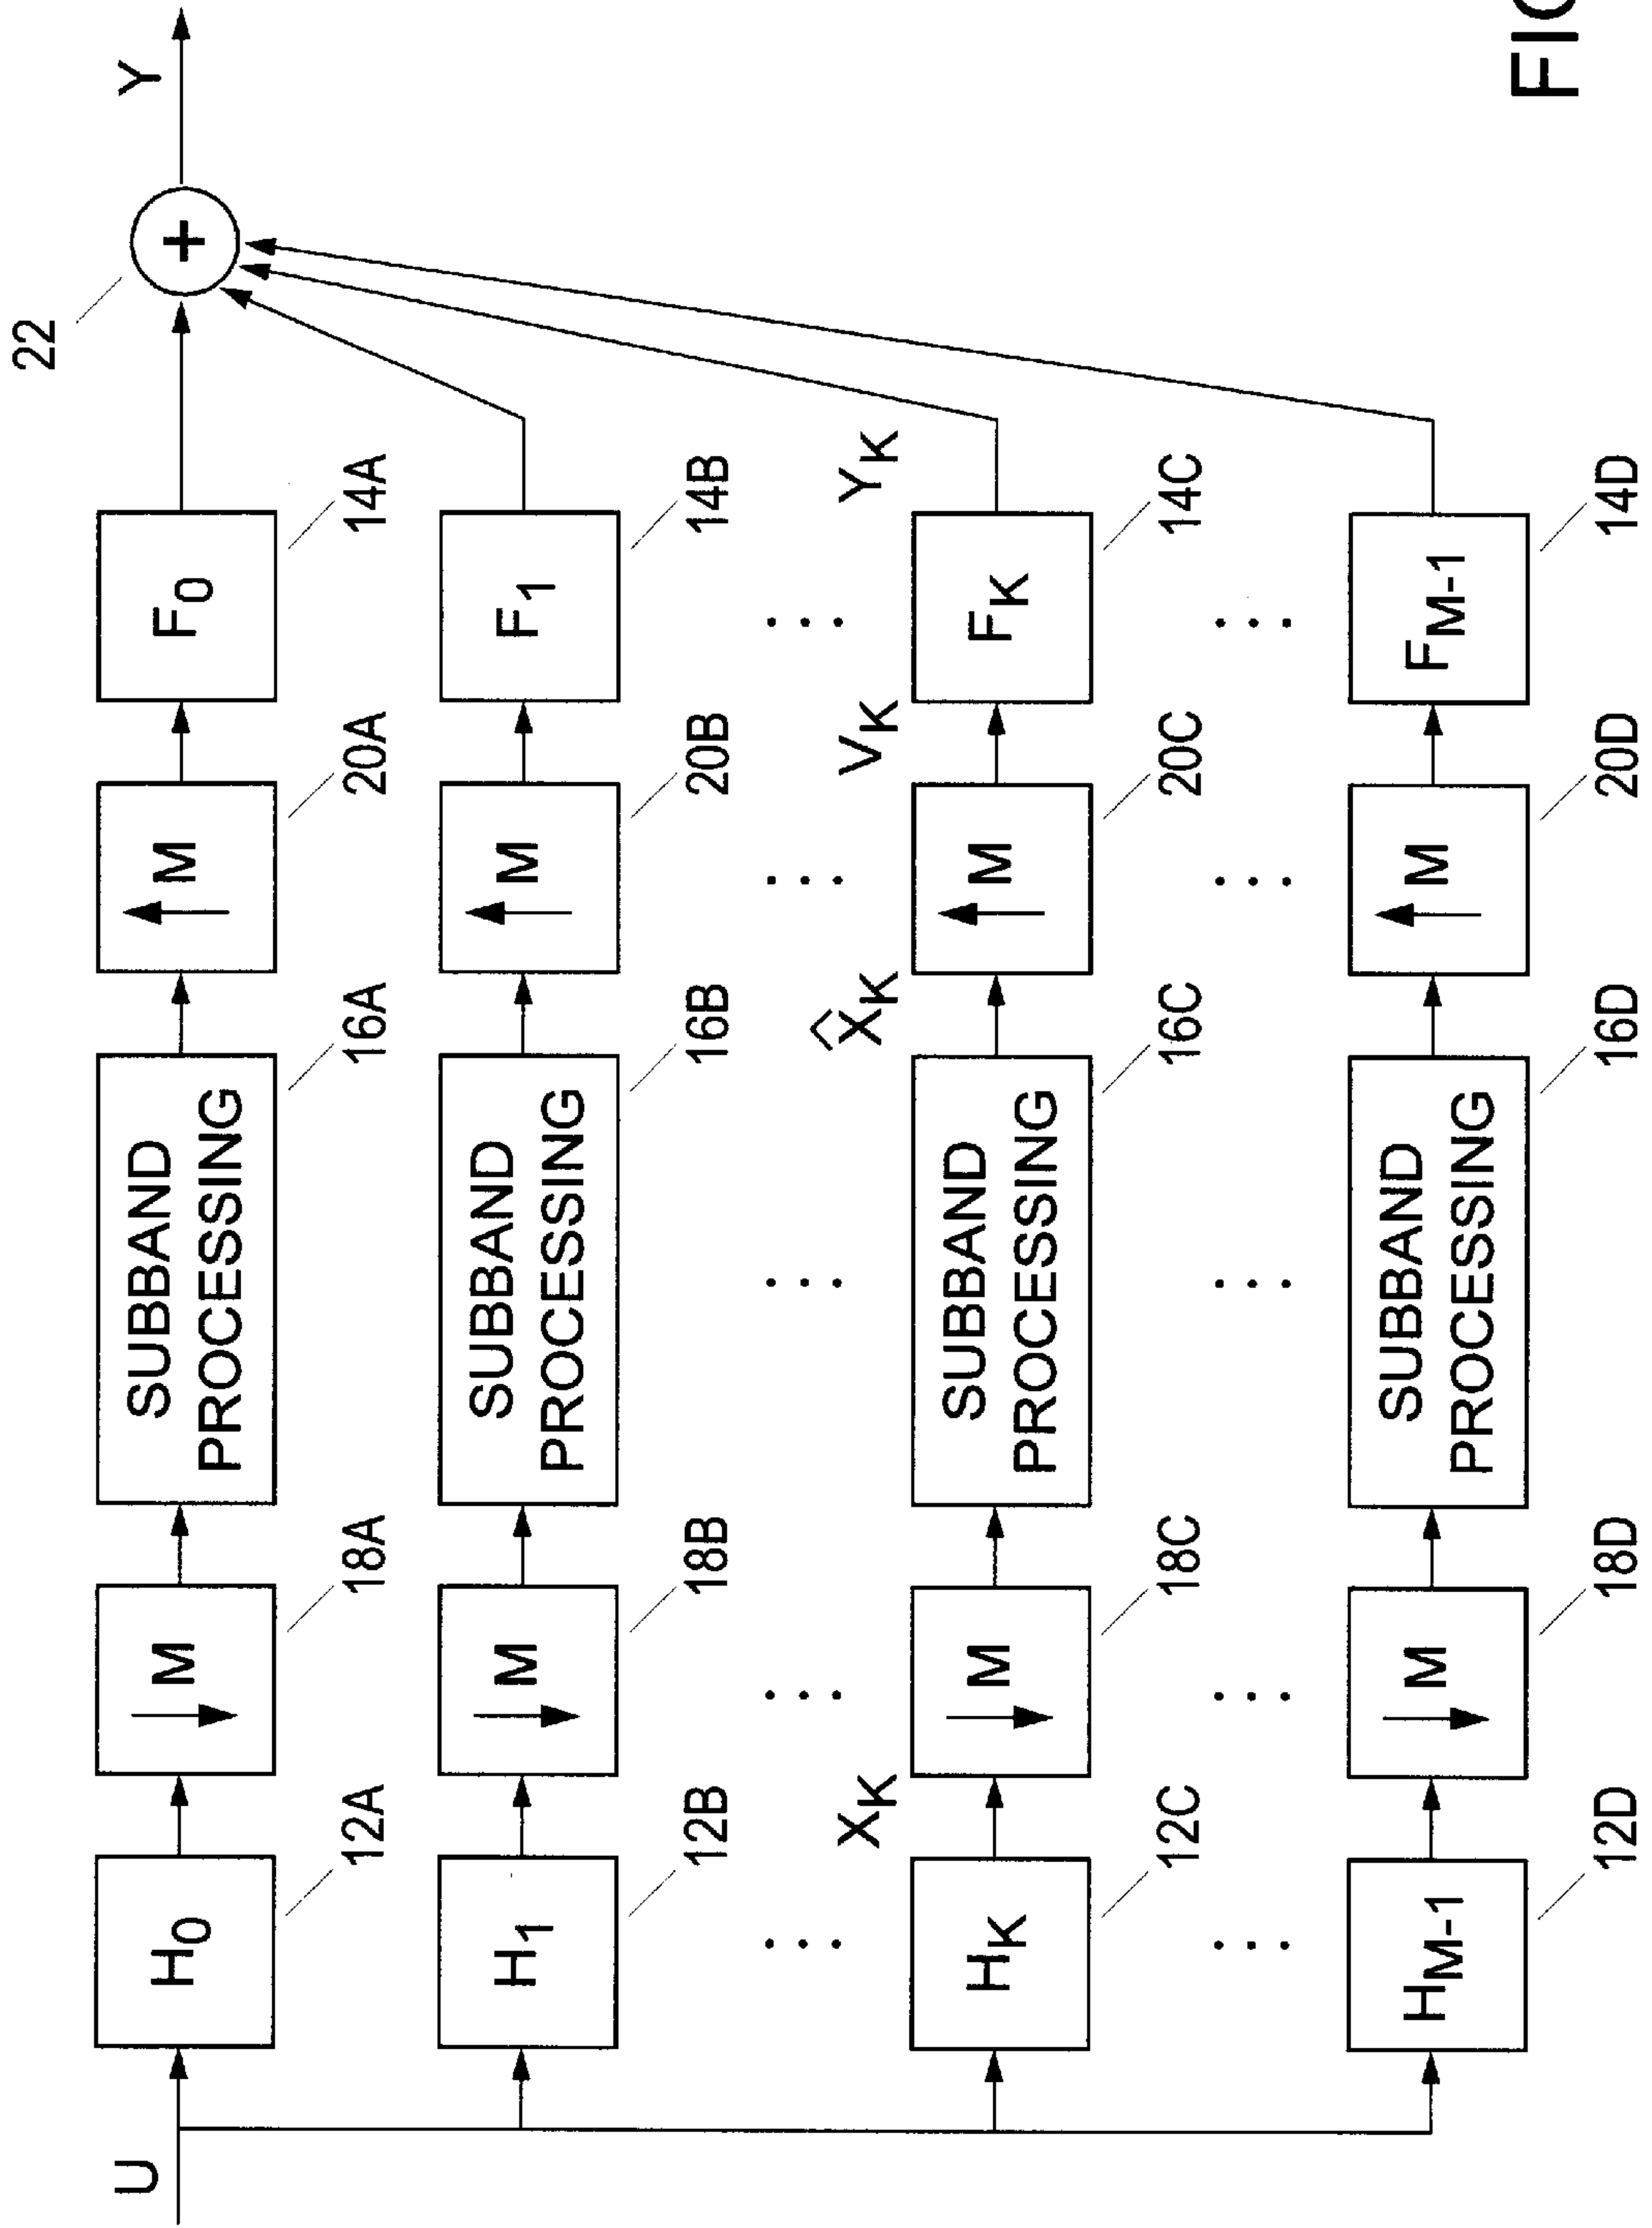 U
H0
12A
M
18A
SUBBAND
PROCESSING
16A
M
20A
F0
14A
+
22
Y
H1
12B
M
18B
SUBBAND
PROCESSING
16B
M
20B
F1
14B
HK
12C
XK
M
18C
SUBBAND
PROCESSING
16C
X̂K
M
20C
VK
FK
14C
YK
HM-1
12D
M
18D
SUBBAND
PROCESSING
16D
M
20D
FM-1
14D